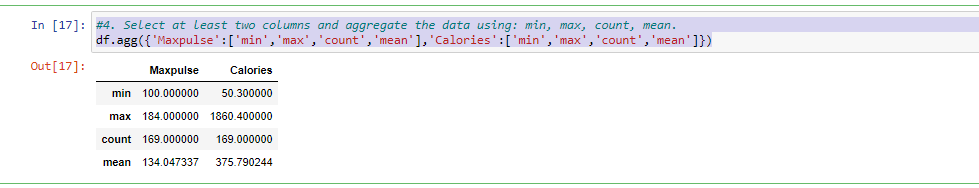 In [17]: #4. Select at least two columns and aggregate the data using: min, max, count, mean.
df.agg({'Maxpulse':['min','max','count','mean'],'Calories':['min','max','count','mean']})
Out[17]:
Maxpulse Calories
min 100.000000 50.300000
max 184.000000 1860.400000
count 169.000000 169.000000
mean 134.047337 375.790244